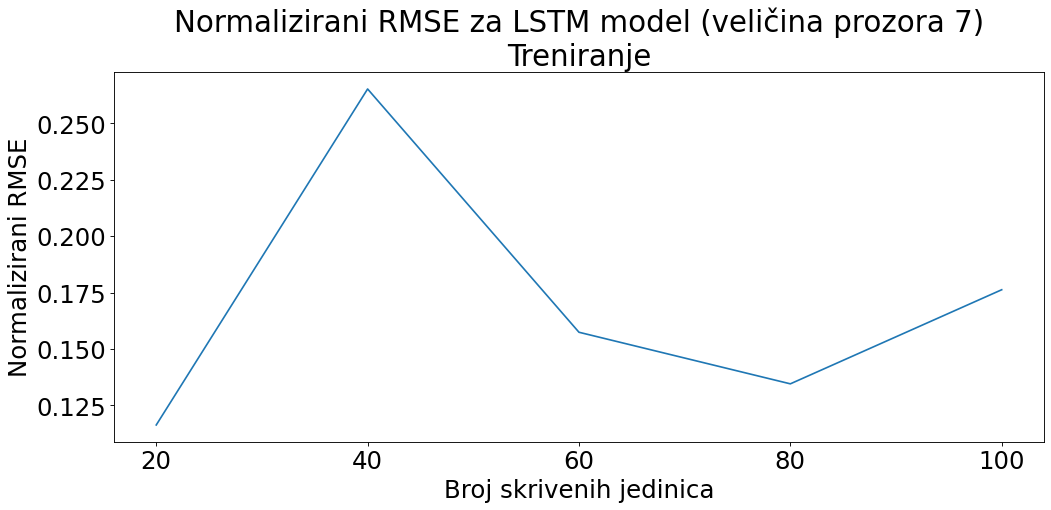 Normalizirani RMSE za LSTM model (veličina prozora 7)
Treniranje
Normalizirani RMSE
0.250
0.225
0.200
0.175
0.150
0.125
20 40 60 80 100
Broj skrivenih jedinica